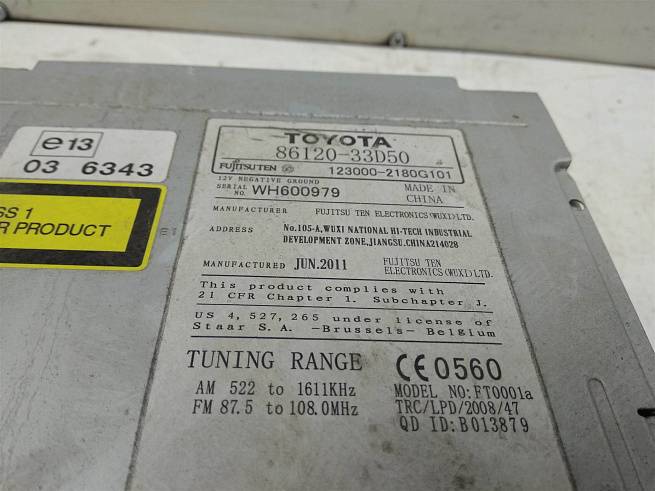 e13
03 6343
SS 1
R PRODUCT
TOYOTA
86120-33D50
FUJITSU TEN 123000-2180G101
12V NEGATIVE GROUND
SERIAL NO. WH600979
MADE IN CHINA
MANUFACTURER FUJITSU TEN ELECTRONICS (WUXI) LTD.
ADDRESS No.105-A,WUXI NATIONAL HI-TECH INDUSTRIAL
DEVELOPMENT ZONE,JIANGSU,CHINA214028
MANUFACTURED JUN.2011 FUJITSU TEN
ELECTRONICS (WUXI) LTD.
This product complies with
21 CFR Chapter 1. Subchapter J.
US 4,527,265 under license of
Staar S.A. -Brussels- Belgium
TUNING RANGE
AM 522 to 1611KHz
FM 87.5 to 108.0MHz
CE0560
MODEL NO:FT0001a
TRC/LPD/2008/47
QD ID:B013879